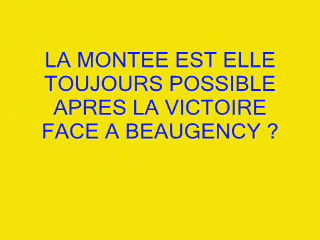 LA MONTEE EST ELLE
TOUJOURS POSSIBLE
APRES LA VICTOIRE
FACE A BEAUGENCY ?